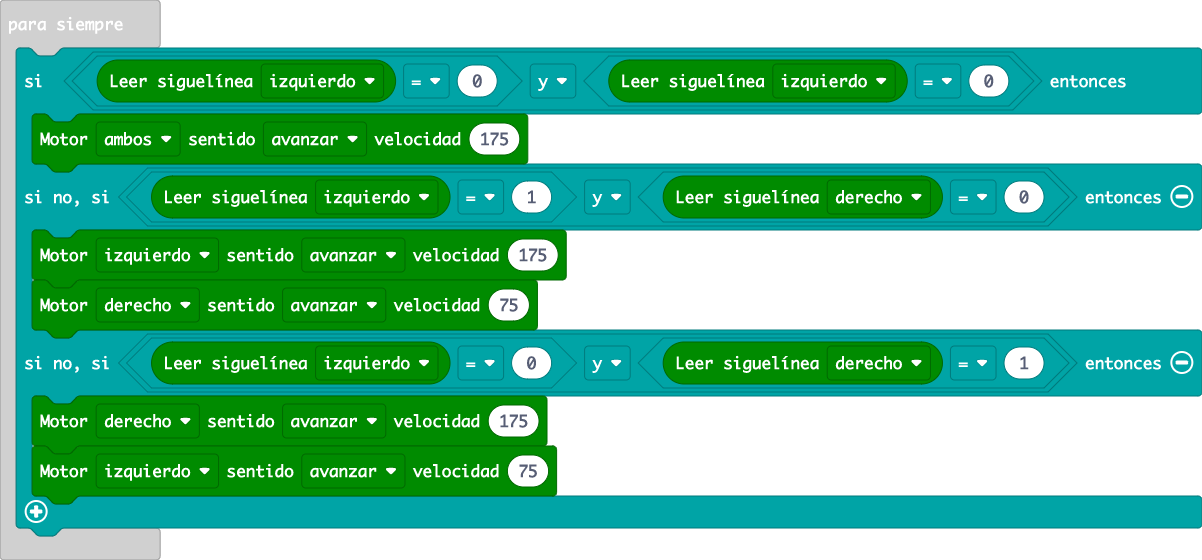 para siempre
si Leer siguelínea izquierdo = 0 y Leer siguelínea izquierdo = 0 entonces
Motor ambos sentido avanzar velocidad 175
si no, si Leer siguelínea izquierdo = 1 y Leer siguelínea derecho = 0 entonces
Motor izquierdo sentido avanzar velocidad 175
Motor derecho sentido avanzar velocidad 75
si no, si Leer siguelínea izquierdo = 0 y Leer siguelínea derecho = 1 entonces
Motor derecho sentido avanzar velocidad 175
Motor izquierdo sentido avanzar velocidad 75